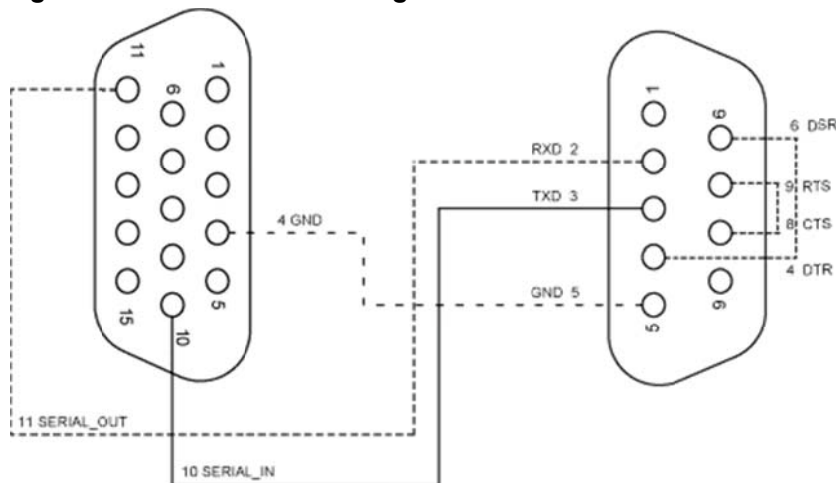 11
6
1
4 GND
15
10
5
11 SERIAL_OUT
10 SERIAL_IN
1
6
RXD 2
TXD 3
GND 5
5
9
6 DSR
9 RTS
8 CTS
4 DTR